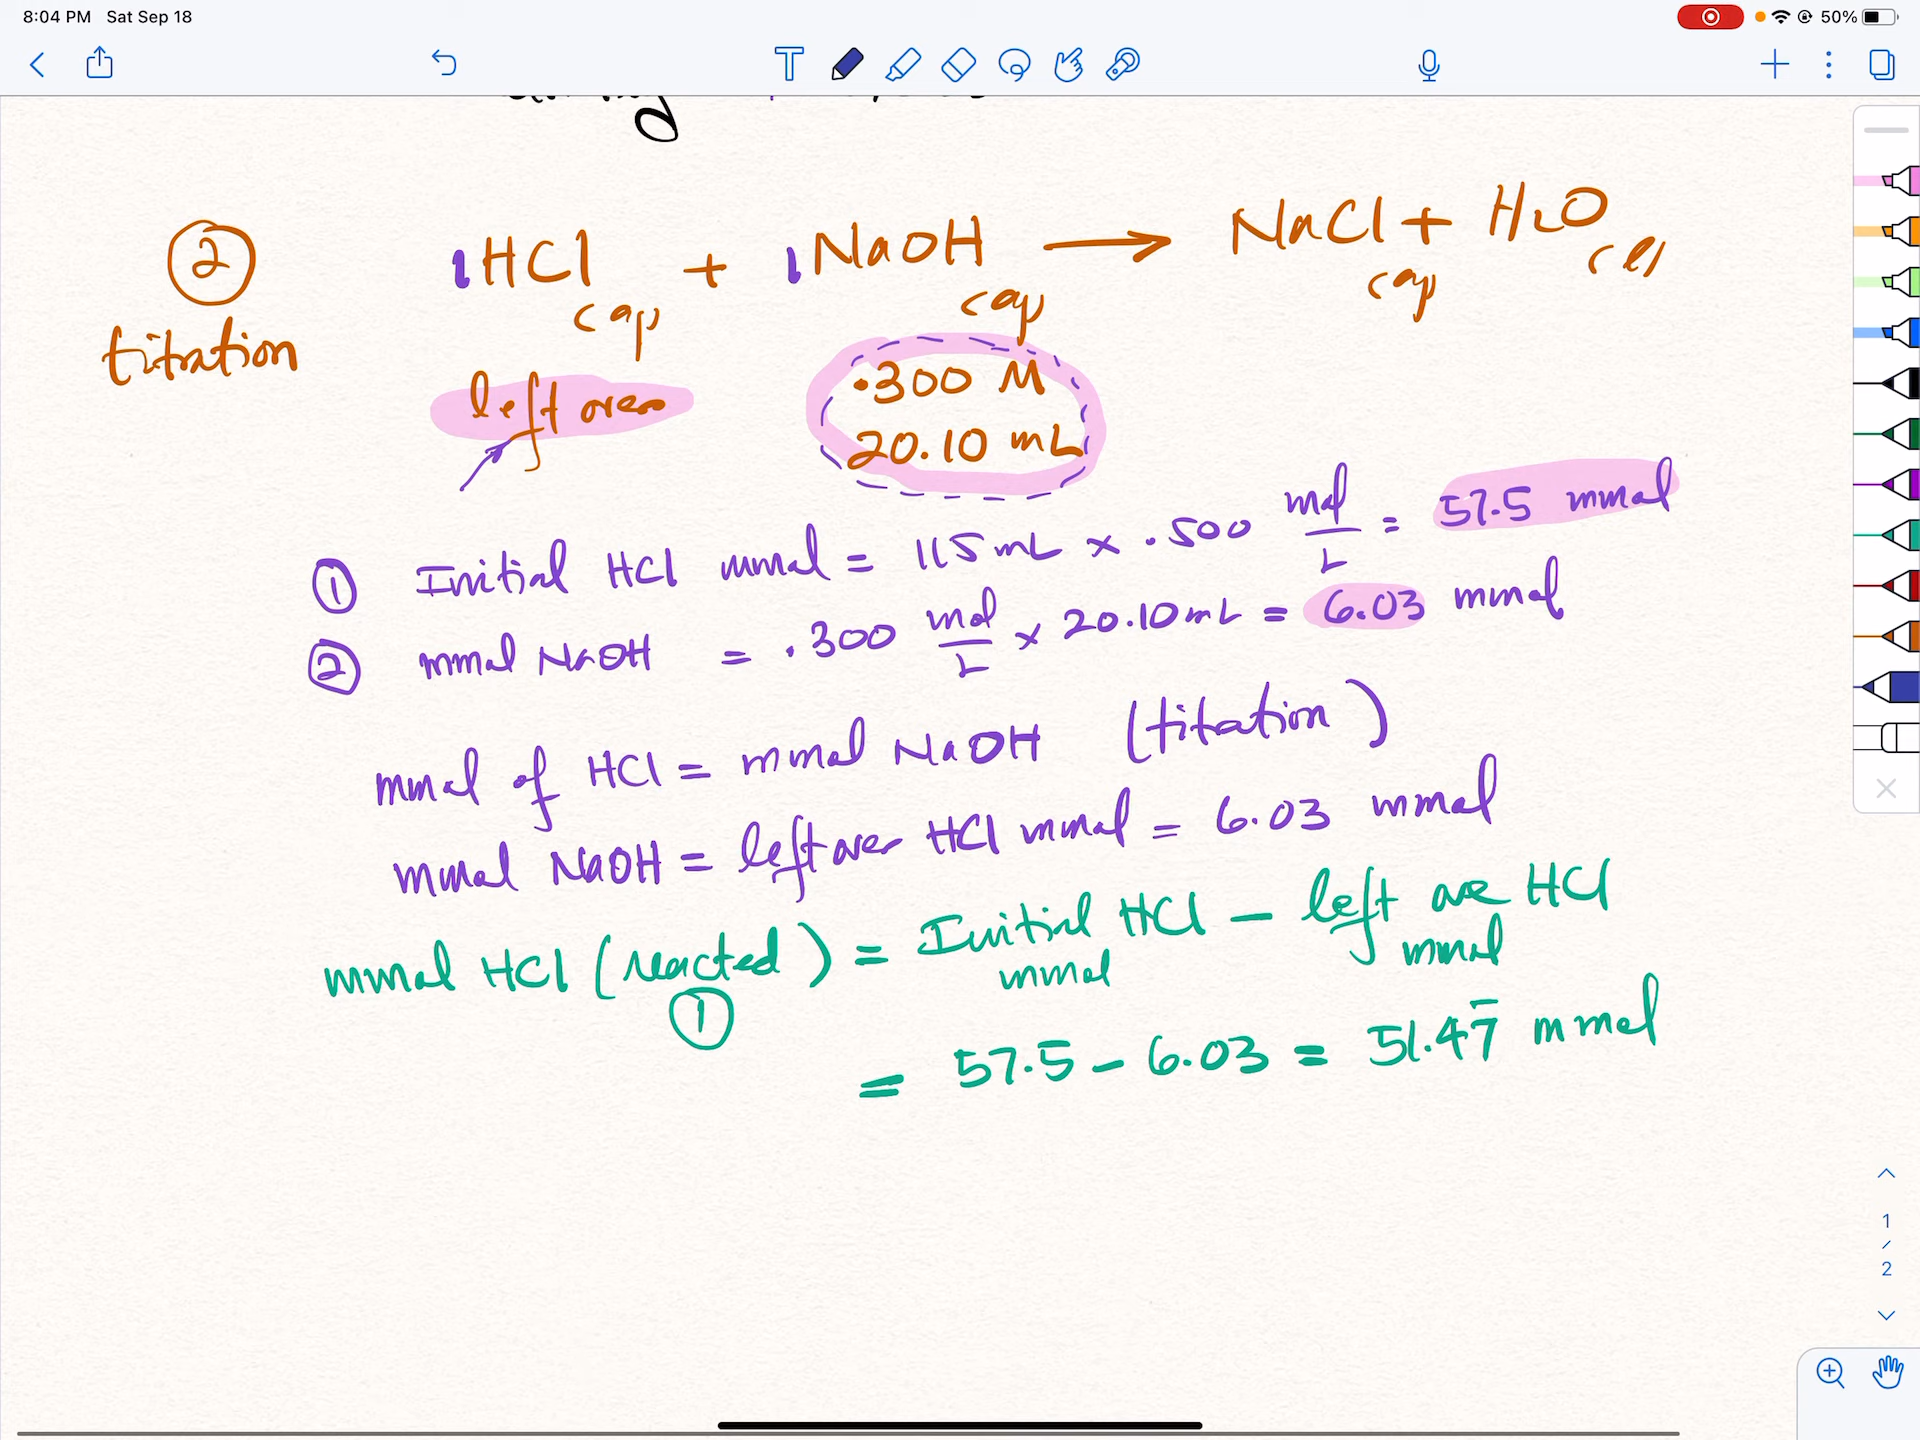 8:04 PM Sat Sep 18
50%
② 1HCl + 1NaOH → NaCl + H2O
(aq) (aq) (aq) (l)
titration
left over
.300 M
20.10 mL
① Initial HCl mmol = 115 mL x .500 mol/L = 57.5 mmol
② mmol NaOH = .300 mol/L x 20.10 mL = 6.03 mmol
mmol of HCl = mmol NaOH (titration)
mmol NaOH = left over HCl mmol = 6.03 mmol
mmol HCl (reacted) = Initial HCl – left over HCl
① mmol mmol
= 57.5 – 6.03 = 51.47 mmol
1
/
2